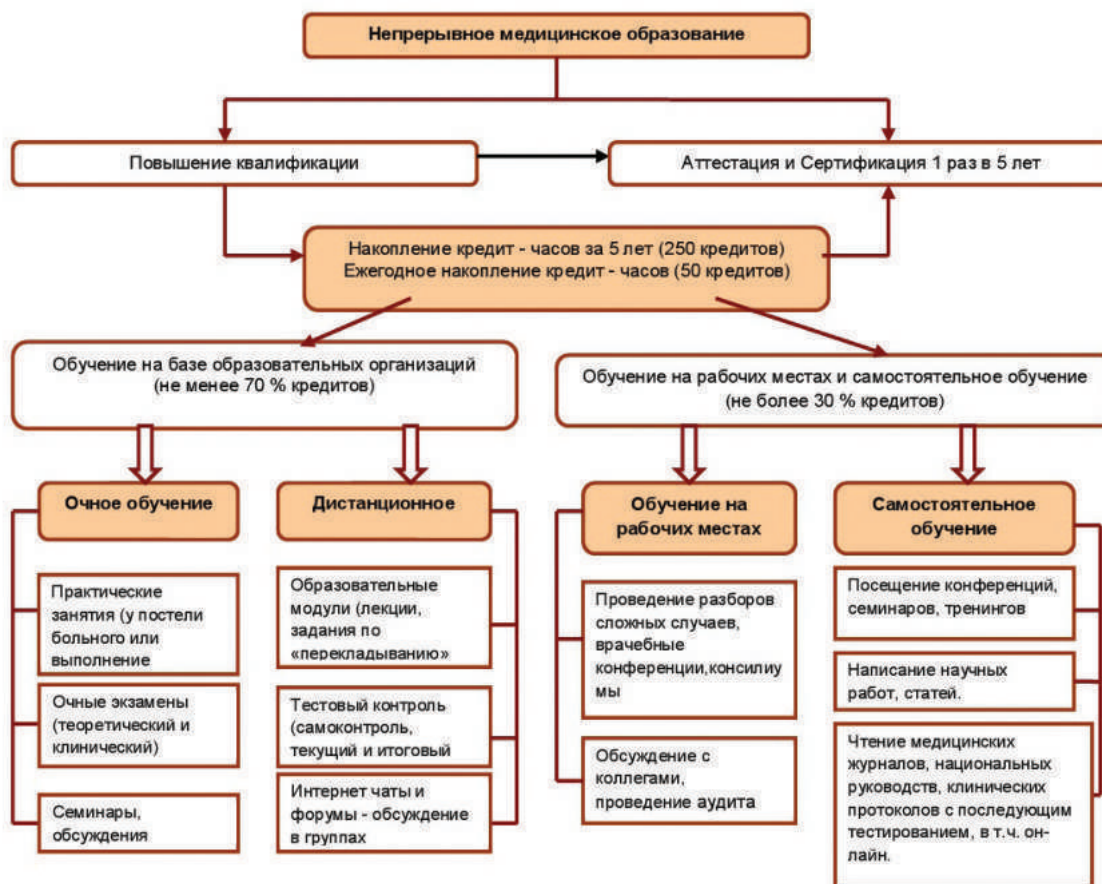 Непрерывное медицинское образование
Повышение квалификации
Аттестация и Сертификация 1 раз в 5 лет
Накопление кредит - часов за 5 лет (250 кредитов)
Ежегодное накопление кредит - часов (50 кредитов)
Обучение на базе образовательных организаций
(не менее 70 % кредитов)
Обучение на рабочих местах и самостоятельное обучение
(не более 30 % кредитов)
Очное обучение
Практические
занятия (у постели
больного или
выполнение
Очные экзамены
(теоретический и
клинический)
Семинары,
обсуждения
Дистанционное
Образовательные
модули (лекции,
задания по
«перекладыванию»
Тестовый контроль
(самоконтроль,
текущий и итоговый
Интернет чаты и
форумы - обсуждение
в группах
Обучение на
рабочих местах
Проведение разборов
сложных случаев,
врачебные
конференции,консилиу
мы
Обсуждение с
коллегами,
проведение аудита
Самостоятельное
обучение
Посещение конференций,
семинаров, тренингов
Написание научных
работ, статей.
Чтение медицинских
журналов, национальных
руководств, клинических
протоколов с последующим
тестированием, в т.ч. он-
лайн.